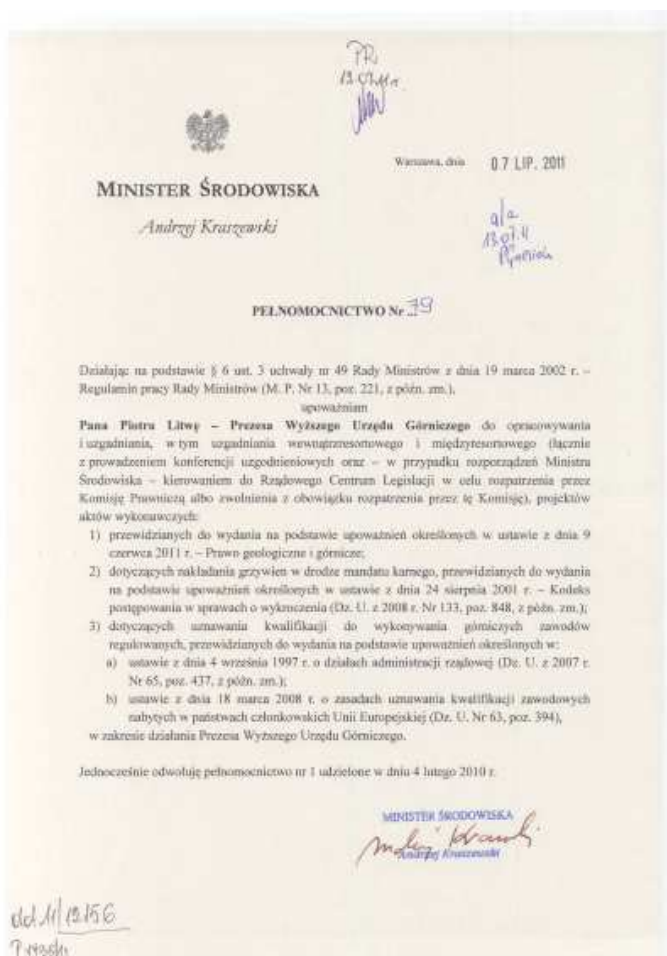 PR
Warszawa, dnia 07 LIP. 2011
MINISTER ŚRODOWISKA
Andrzej Kraszewski
a/a
13.07.11
PEŁNOMOCNICTWO Nr 79
Działając na podstawie § 6 ust. 3 uchwały nr 49 Rady Ministrów z dnia 19 marca 2002 r. –
Regulamin pracy Rady Ministrów (M. P. Nr 13, poz. 221, z późn. zm.),
upoważniam
Pana Piotra Litwę – Prezesa Wyższego Urzędu Górniczego do opracowywania
i uzgadniania, w tym uzgadniania wewnątrzresortowego i międzyresortowego (łącznie
z prowadzeniem konferencji uzgodnieniowych oraz – w przypadku rozporządzeń Ministra
Środowiska – kierowaniem do Rządowego Centrum Legislacji w celu rozpatrzenia przez
Komisję Prawniczą albo zwolnienia z obowiązku rozpatrzenia przez tę Komisję), projektów
aktów wykonawczych:
1) przewidzianych do wydania na podstawie upoważnień określonych w ustawie z dnia 9
czerwca 2011 r. – Prawo geologiczne i górnicze;
2) dotyczących nakładania grzywien w drodze mandatu karnego, przewidzianych do wydania
na podstawie upoważnień określonych w ustawie z dnia 24 sierpnia 2001 r. – Kodeks
postępowania w sprawach o wykroczenia (Dz. U. z 2008 r. Nr 133, poz. 848, z późn. zm.);
3) dotyczących uznawania kwalifikacji do wykonywania górniczych zawodów
regulowanych, przewidzianych do wydania na podstawie upoważnień określonych w:
a) ustawie z dnia 4 września 1997 r. o działach administracji rządowej (Dz. U. z 2007 r.
Nr 65, poz. 437, z późn. zm.);
b) ustawie z dnia 18 marca 2008 r. o zasadach uznawania kwalifikacji zawodowych
nabytych w państwach członkowskich Unii Europejskiej (Dz. U. Nr 63, poz. 394),
w zakresie działania Prezesa Wyższego Urzędu Górniczego.
Jednocześnie odwołuję pełnomocnictwo nr 1 udzielone w dniu 4 lutego 2010 r.
MINISTER ŚRODOWISKA
Andrzej Kraszewski